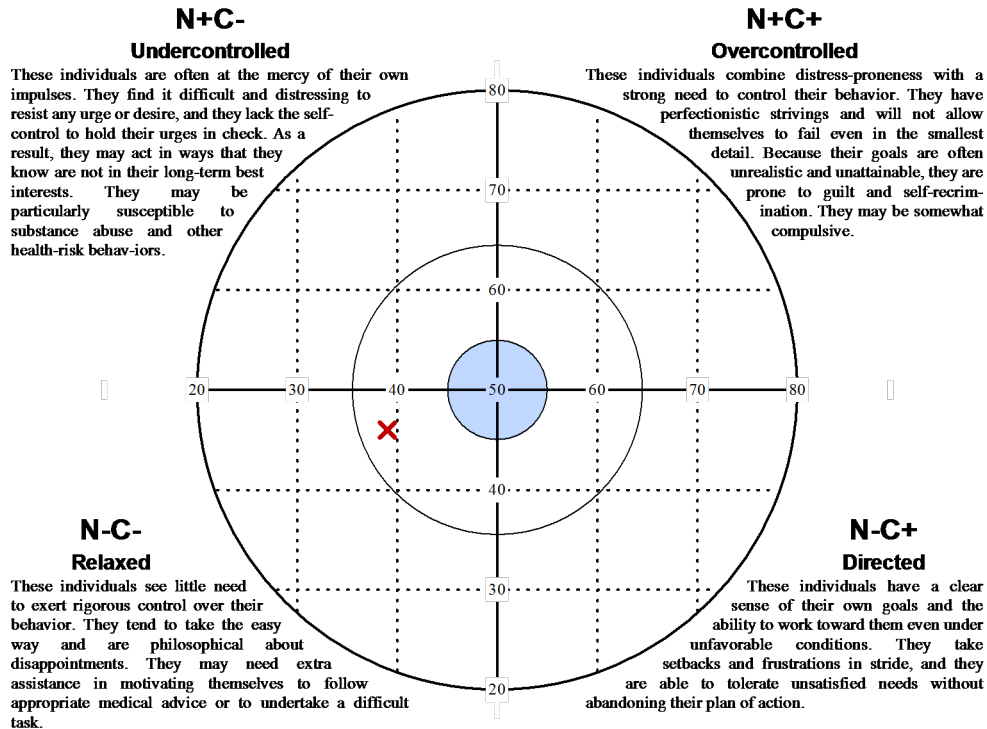 N+C-
Undercontrolled
These individuals are often at the mercy of their own
impulses. They find it difficult and distressing to
resist any urge or desire, and they lack the self-
control to hold their urges in check. As a
result, they may act in ways that they
know are not in their long-term best
interests. They may be
particularly susceptible to
substance abuse and other
health-risk behav-iors.
N+C+
Overcontrolled
These individuals combine distress-proneness with a
strong need to control their behavior. They have
perfectionistic strivings and will not allow
themselves to fail even in the smallest
detail. Because their goals are often
unrealistic and unattainable, they are
prone to guilt and self-recrim-
ination. They may be somewhat
compulsive.
80
70
60
20 30 40 50 60 70 80
40
30
20
N-C-
Relaxed
These individuals see little need
to exert rigorous control over their
behavior. They tend to take the easy
way and are philosophical about
disappointments. They may need extra
assistance in motivating themselves to follow
appropriate medical advice or to undertake a difficult
task.
N-C+
Directed
These individuals have a clear
sense of their own goals and the
ability to work toward them even under
unfavorable conditions. They take
setbacks and frustrations in stride, and they
are able to tolerate unsatisfied needs without
abandoning their plan of action.